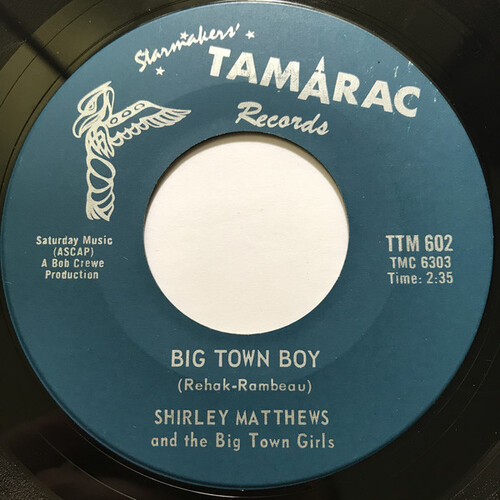 Starmakers'
TAMARAC
Records
Saturday Music
(ASCAP)
A Bob Crewe
Production
TTM 602
TMC 6303
Time: 2:35
BIG TOWN BOY
(Rehak-Rambeau)
SHIRLEY MATTHEWS
and the Big Town Girls